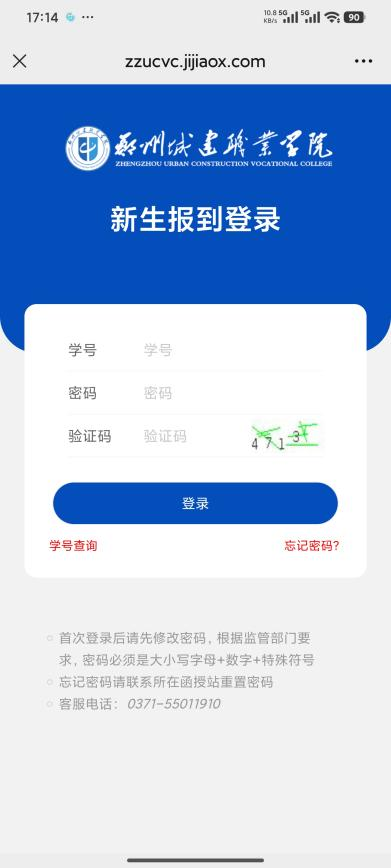 17:14
10.8 KB/s 5G 5G 90
zzucvc.jijiaox.com
郑州城建职业学院
ZHENGZHOU URBAN CONSTRUCTION VOCATIONAL COLLEGE
新生报到登录
学号 学号
密码 密码
验证码 验证码 4713
登录
学号查询 忘记密码?
首次登录后请先修改密码，根据监管部门要
求，密码必须是大小写字母+数字+特殊符号
忘记密码请联系所在函授站重置密码
客服电话：0371-55011910